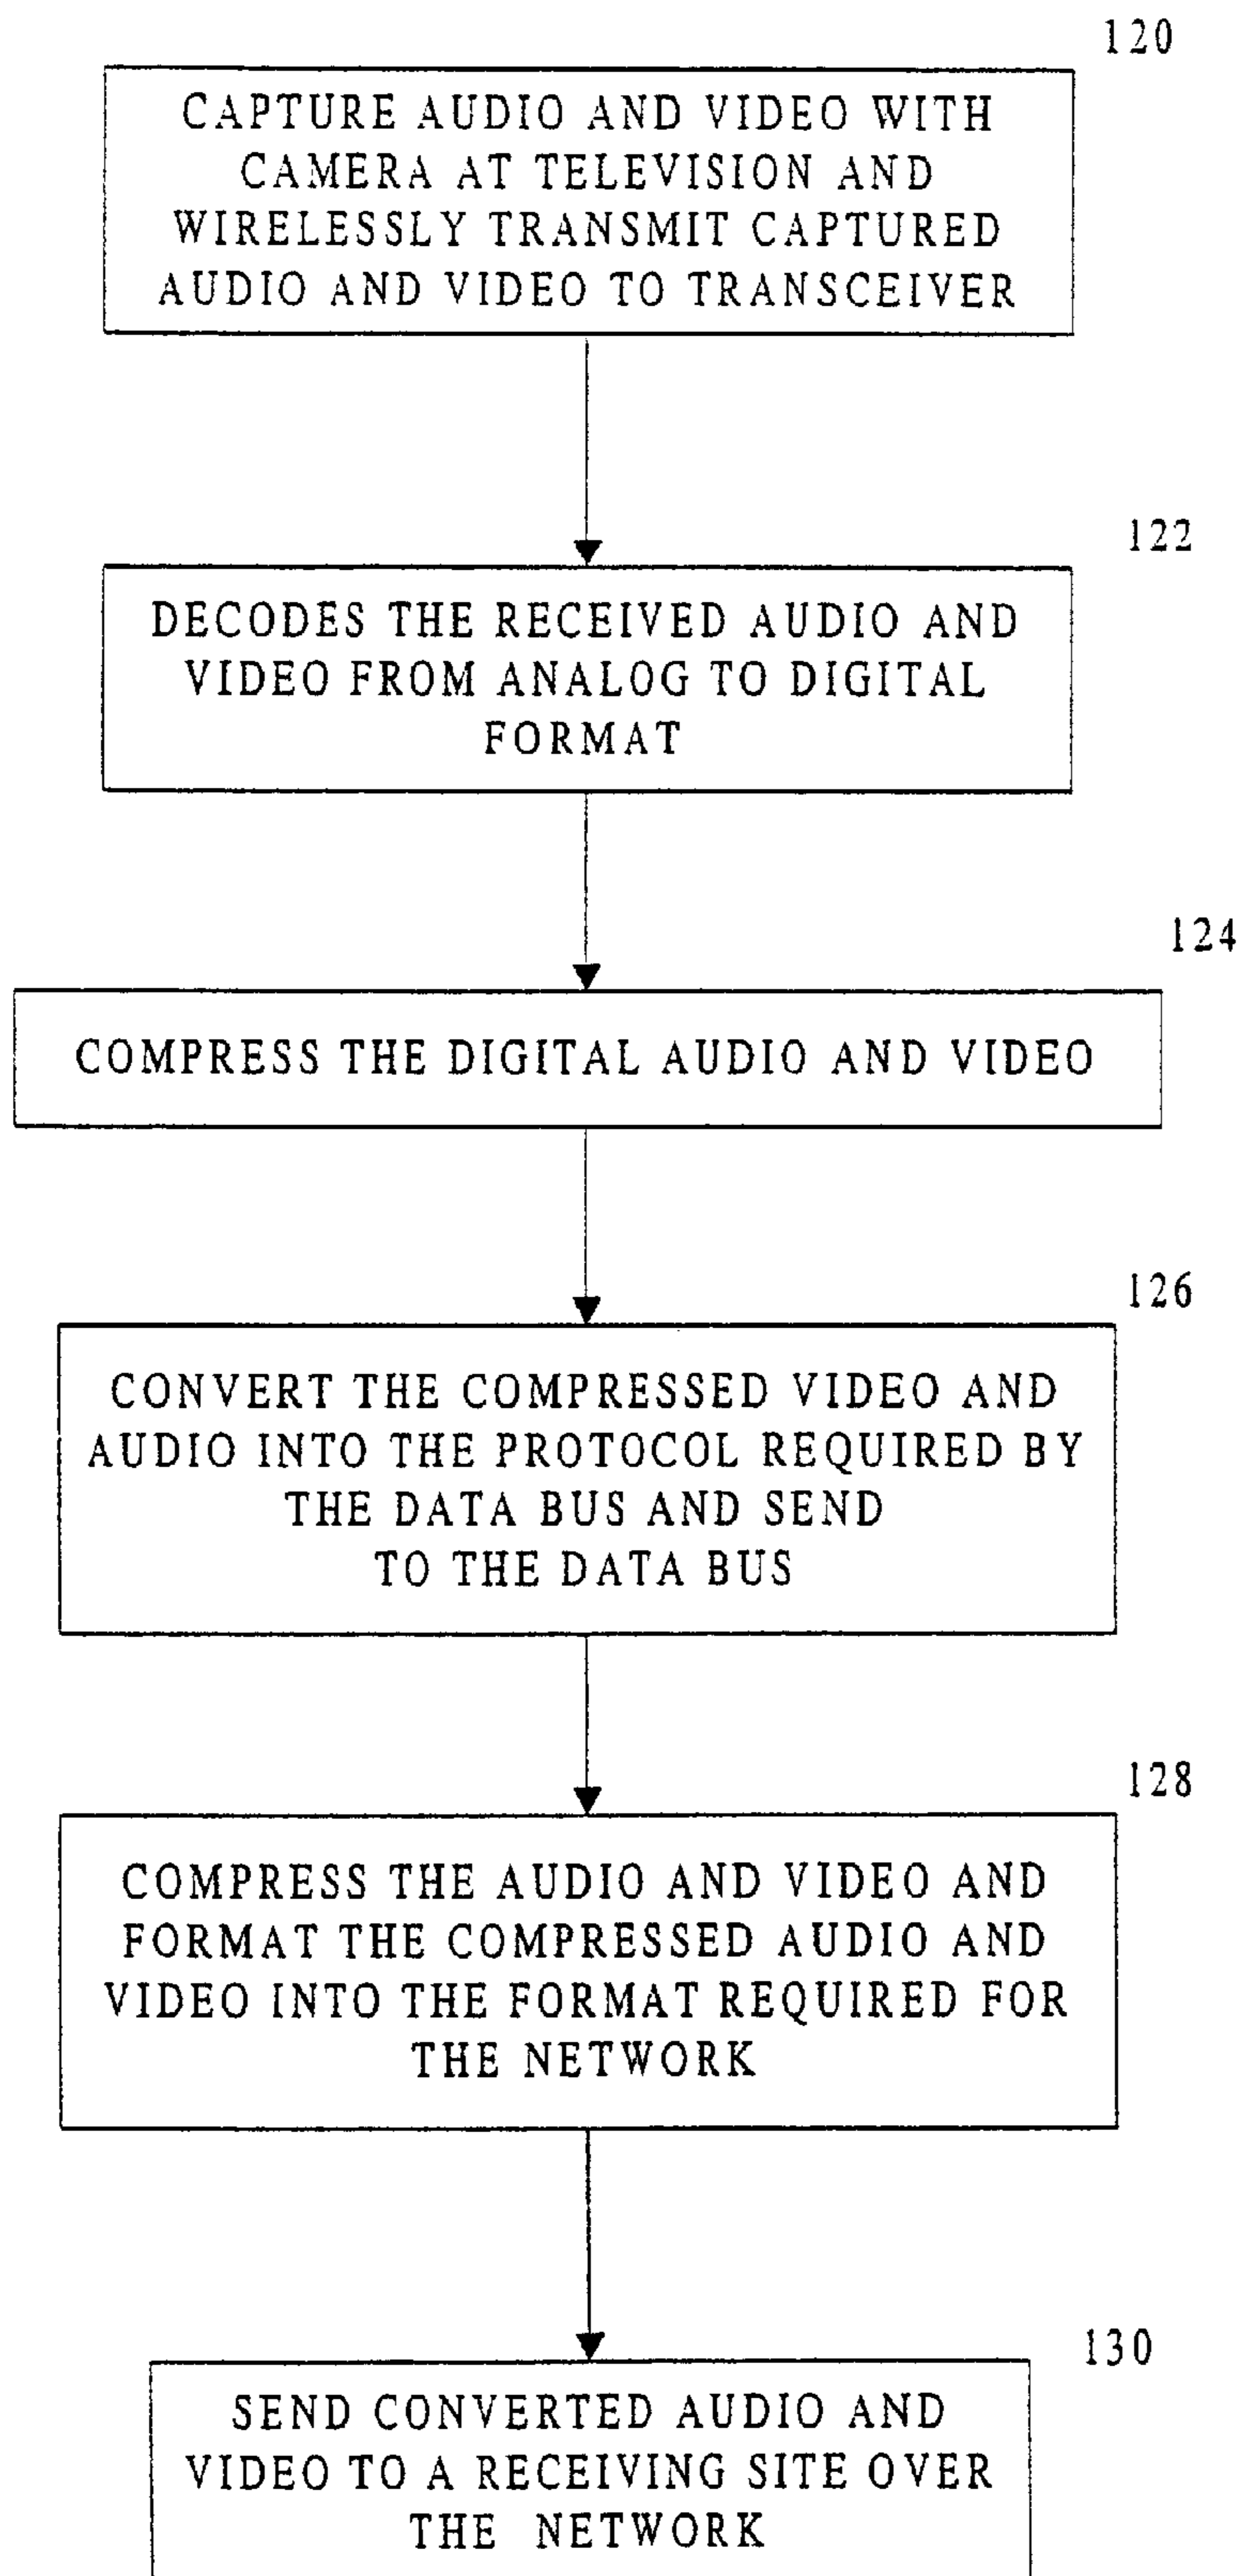 120
CAPTURE AUDIO AND VIDEO WITH
CAMERA AT TELEVISION AND
WIRELESSLY TRANSMIT CAPTURED
AUDIO AND VIDEO TO TRANSCEIVER
122
DECODES THE RECEIVED AUDIO AND
VIDEO FROM ANALOG TO DIGITAL
FORMAT
124
COMPRESS THE DIGITAL AUDIO AND VIDEO
126
CONVERT THE COMPRESSED VIDEO AND
AUDIO INTO THE PROTOCOL REQUIRED BY
THE DATA BUS AND SEND
TO THE DATA BUS
128
COMPRESS THE AUDIO AND VIDEO AND
FORMAT THE COMPRESSED AUDIO AND
VIDEO INTO THE FORMAT REQUIRED FOR
THE NETWORK
130
SEND CONVERTED AUDIO AND
VIDEO TO A RECEIVING SITE OVER
THE NETWORK